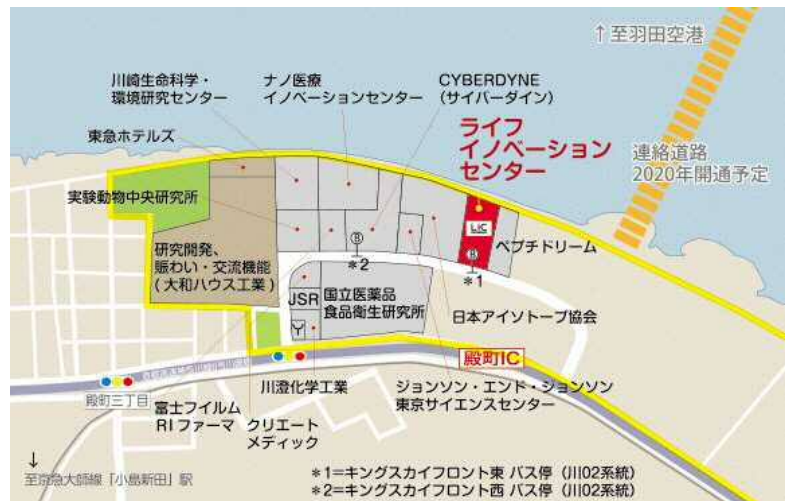 ↑至羽田空港
川崎生命科学・
環境研究センター
ナノ医療
イノベーションセンター
CYBERDYNE
(サイバーダイン)
ライフ
イノベーション
センター
東急ホテルズ
連絡道路
2020年開通予定
実験動物中央研究所
LIC
ペプチドリーム
研究開発、
賑わい・交流機能
(大和ハウス工業)
B
*2
B
*1
JSR
国立医薬品
食品衛生研究所
日本アイソトープ協会
殿町IC
殿町三丁目
川澄化学工業
ジョンソン・エンド・ジョンソン
東京サイエンスセンター
富士フイルム
RIファーマ
クリエート
メディック
↓
至京急大師線「小島新田」駅
*1=キングスカイフロント東 バス停(川02系統)
*2=キングスカイフロント西 バス停(川02系統)